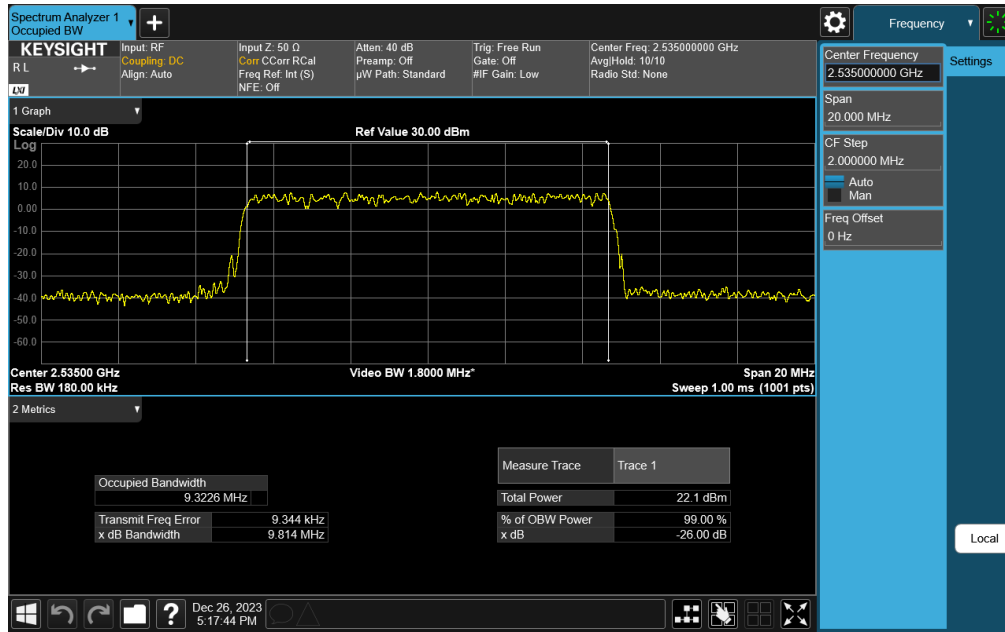 Spectrum Analyzer 1
Occupied BW
Frequency
KEYSIGHT
R L
LXI
Input: RF
Coupling: DC
Align: Auto
Input Z: 50 Ω
Corr CCorr RCal
Freq Ref: Int (S)
NFE: Off
Atten: 40 dB
Preamp: Off
µW Path: Standard
Trig: Free Run
Gate: Off
#IF Gain: Low
Center Freq: 2.535000000 GHz
Avg|Hold: 10/10
Radio Std: None
Center Frequency
2.535000000 GHz
Settings
Span
20.000 MHz
CF Step
2.000000 MHz
Auto
Man
Freq Offset
0 Hz
Local
1 Graph
Scale/Div 10.0 dB
Ref Value 30.00 dBm
Log
20.0
10.0
0.00
-10.0
-20.0
-30.0
-40.0
-50.0
-60.0
Center 2.53500 GHz
Video BW 1.8000 MHz*
Span 20 MHz
Res BW 180.00 kHz
Sweep 1.00 ms (1001 pts)
2 Metrics
Measure Trace Trace 1
Occupied Bandwidth
9.3226 MHz
Total Power 22.1 dBm
Transmit Freq Error 9.344 kHz
% of OBW Power 99.00 %
x dB Bandwidth 9.814 MHz
x dB -26.00 dB
?
Dec 26, 2023
5:17:44 PM